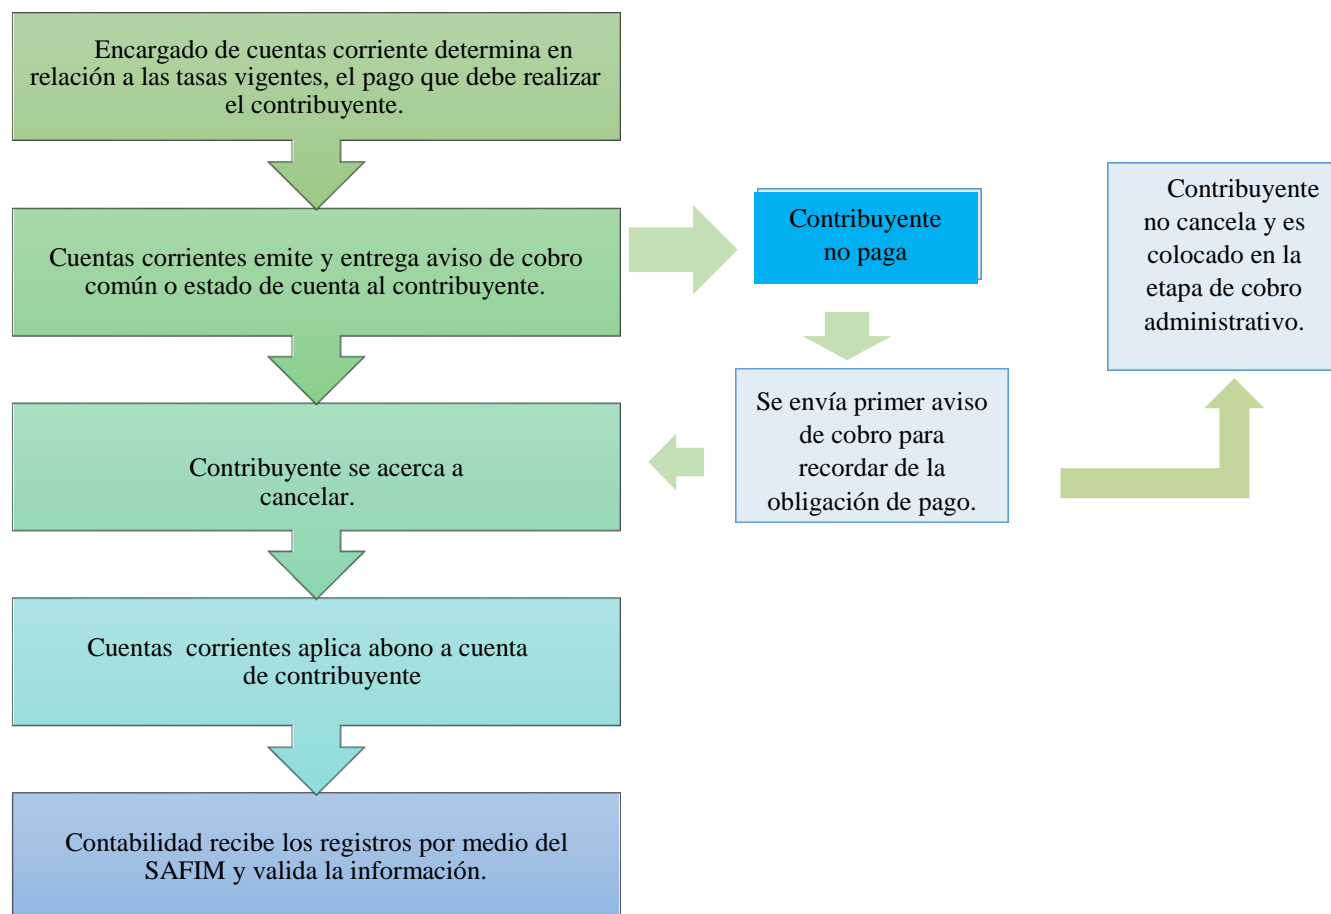 Encargado de cuentas corriente determina en
relación a las tasas vigentes, el pago que debe realizar
el contribuyente.
Cuentas corrientes emite y entrega aviso de cobro
común o estado de cuenta al contribuyente.
Contribuyente
no paga
Contribuyente
no cancela y es
colocado en la
etapa de cobro
administrativo.
Se envía primer aviso
de cobro para
recordar de la
obligación de pago.
Contribuyente se acerca a
cancelar.
Cuentas  corrientes aplica abono a cuenta
de contribuyente
Contabilidad recibe los registros por medio del
SAFIM y valida la información.